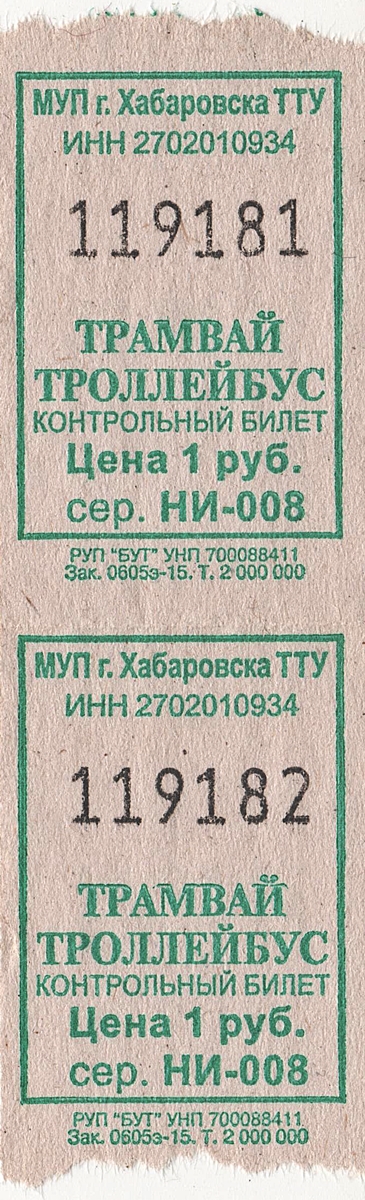 МУП г. Хабаровска ТТУ
ИНН 2702010934
119181
ТРАМВАЙ
ТРОЛЛЕЙБУС
КОНТРОЛЬНЫЙ БИЛЕТ
Цена 1 руб.
сер. НИ-008
РУП "БУТ" УНП 700088411
Зак. 0605э-15. Т. 2 000 000
МУП г. Хабаровска ТТУ
ИНН 2702010934
119182
ТРАМВАЙ
ТРОЛЛЕЙБУС
КОНТРОЛЬНЫЙ БИЛЕТ
Цена 1 руб.
сер. НИ-008
РУП "БУТ" УНП 700088411
Зак. 0605э-15. Т. 2 000 000